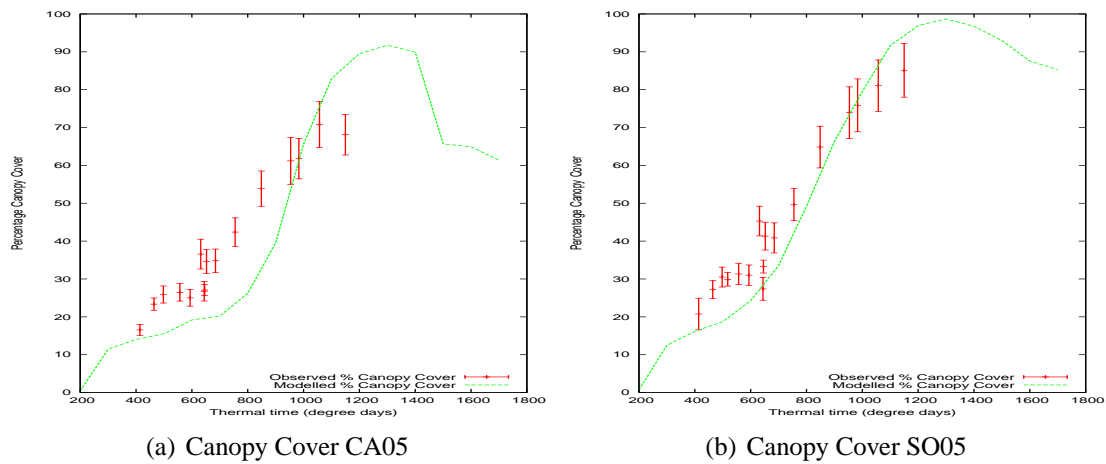 100
90
80
70
60
50
40
30
20
10
0
Percentage Canopy Cover
Observed % Canopy Cover
Modelled % Canopy Cover
200 400 600 800 1000 1200 1400 1600 1800
Thermal time (degree days)
(a) Canopy Cover CA05
100
90
80
70
60
50
40
30
20
10
0
Percentage Canopy Cover
Observed % Canopy Cover
Modelled % Canopy Cover
200 400 600 800 1000 1200 1400 1600 1800
Thermal time (degree days)
(b) Canopy Cover SO05